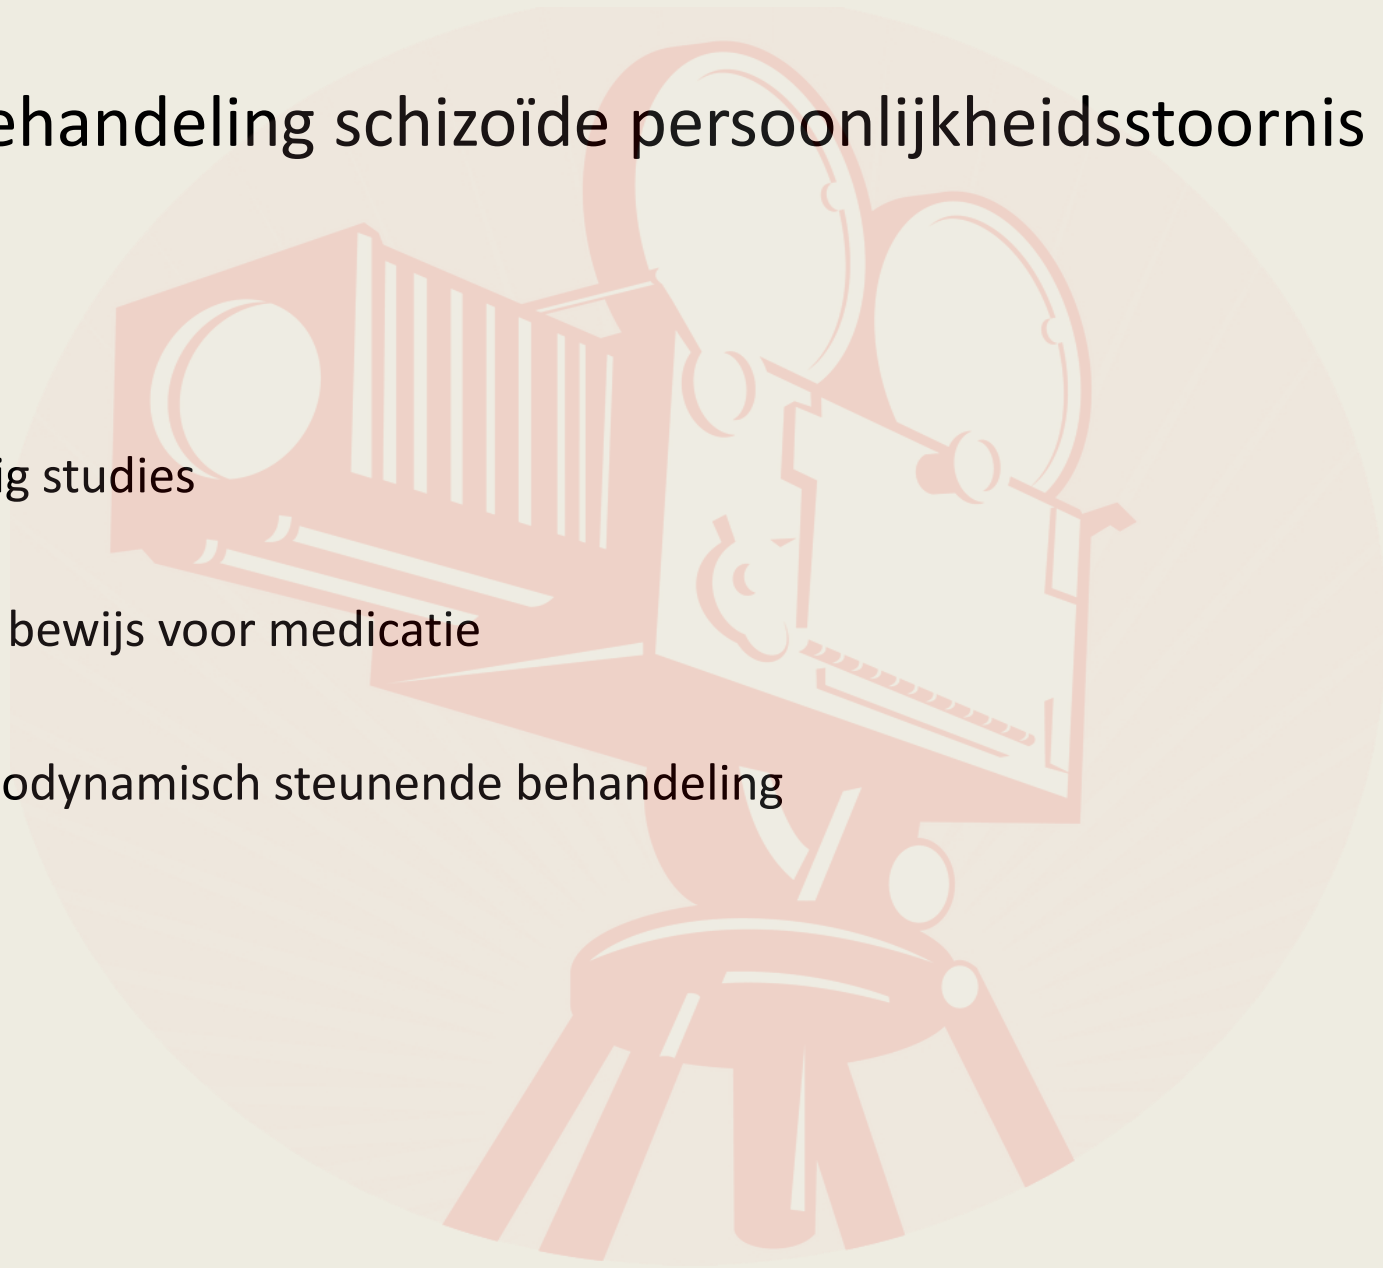 ehandeling schizoïde persoonlijkheidsstoornis
ig studies
bewijs voor medicatie
odynamisch steunende behandeling